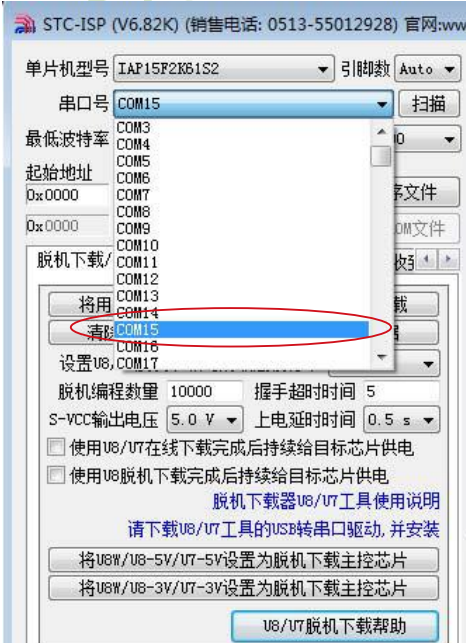 STC-ISP (V6.82K) (销售电话: 0513-55012928) 官网:ww
单片机型号 IAP15F2K61S2 引脚数 Auto
串口号 COM15 扫描
COM3
最低波特率 COM4
COM5
起始地址 COM6
0x0000 COM7 序文件
COM8
0x0000 COM9 OM文件
COM10
脱机下载/ COM11 收到
COM12
将用 COM13 载
COM14
清除 COM15
COM16
设置U8, COM17
脱机编程数量 10000 握手超时时间 5
S-VCC输出电压 5.0 V 上电延时时间 0.5 s
使用U8/U7在线下载完成后持续给目标芯片供电
使用U8脱机下载完成后持续给目标芯片供电
脱机下载器U8/U7工具使用说明
请下载U8/U7工具的USB转串口驱动,并安装
将U8W/U8-5V/U7-5V设置为脱机下载主控芯片
将U8W/U8-3V/U7-3V设置为脱机下载主控芯片
U8/U7脱机下载帮助